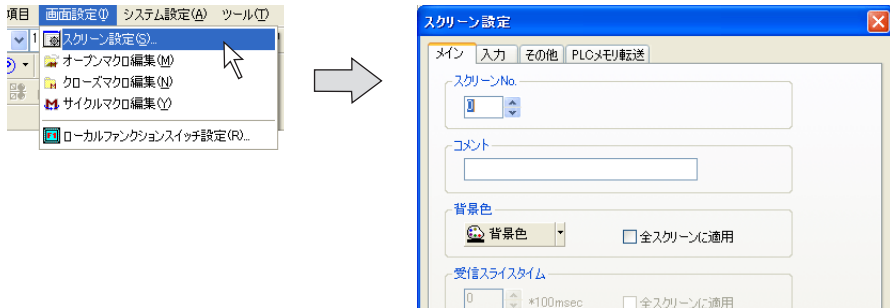 項目 画面設定(I) システム設定(A) ツール(T)
1
スクリーン設定(S)...
オープンマクロ編集(M)
クローズマクロ編集(N)
サイクルマクロ編集(Y)
ローカルファンクションスイッチ設定(R)...
スクリーン設定
メイン 入力 その他 PLCメモリ転送
スクリーンNo.
0
コメント
背景色
背景色 全スクリーンに適用
受信スライスタイム
0 *100msec 全スクリーンに適用